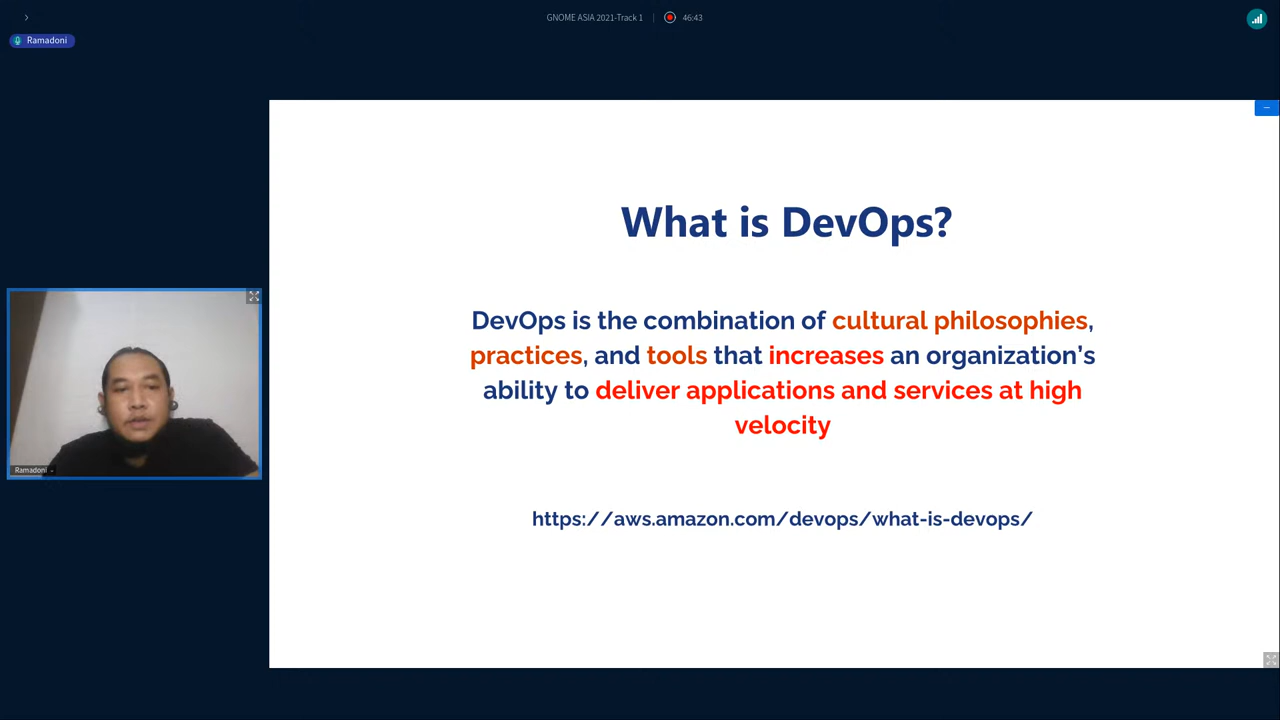 GNOME ASIA 2021-Track 1
46:43
Ramadoni
What is DevOps?
DevOps is the combination of cultural philosophies,
practices, and tools that increases an organization's
ability to deliver applications and services at high
velocity
https://aws.amazon.com/devops/what-is-devops/
Ramadoni